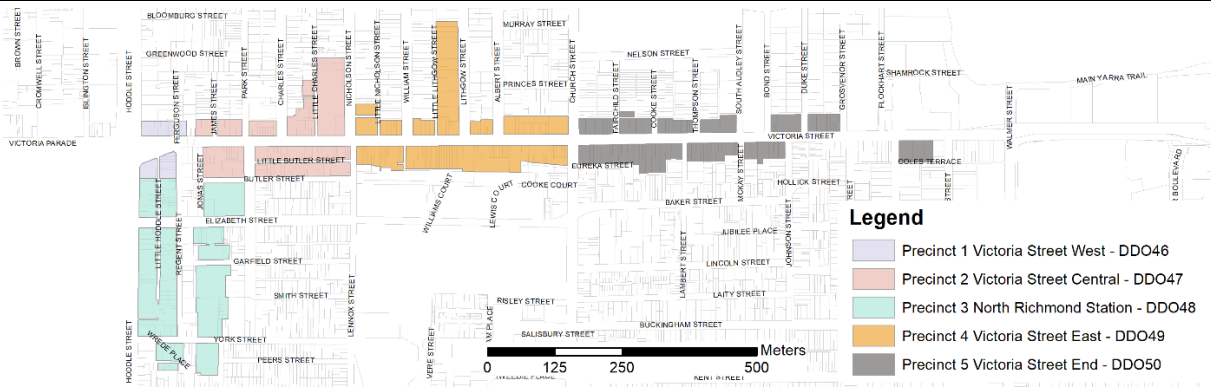 BLOOMBURG STREET
MURRAY STREET
BROWN STREET
CROMWELL STREET
ISLINGTON STREET
HODDLE STREET
GREENWOOD STREET
FERGUSON STREET
JAMES STREET
PARK STREET
CHARLES STREET
LITTLE CHARLES STREET
NICHOLSON STREET
LITTLE NICHOLSON STREET
WILLIAM STREET
LITTLE LITHGOW STREET
LITHGOW STREET
ALBERT STREET
PRINCES STREET
CHURCH STREET
NELSON STREET
FAIRCHILD STREET
COOKE STREET
THOMPSON STREET
SOUTH AUDLEY STREET
BOND STREET
DUKE STREET
GROSVENOR STREET
FLOCKHART STREET
SHAMROCK STREET
MAIN YARRA TRAIL
WALMER STREET
VICTORIA PARADE
VICTORIA STREET
LITTLE BUTLER STREET
EUREKA STREET
COLES TERRACE
BUTLER STREET
JONAS STREET
LITTLE HODDLE STREET
REGENT STREET
WILLIAMS COURT
LEWIS COURT
COOKE COURT
MCKAY STREET
HOLLICK STREET
STREET
STREET
R BOULEVARD
BAKER STREET
ELIZABETH STREET
JUBILEE PLACE
JOHNSON STREET
GARFIELD STREET
LAMBERT STREET
LINCOLN STREET
SMITH STREET
LENNOX STREET
RISLEY STREET
LAITY STREET
BUCKINGHAM STREET
SALISBURY STREET
VERE STREET
M PLACE
HODDLE STREET
WREDE PLACE
YORK STREET
PEERS STREET
KENT STREET
0 125 250 500
Meters
Legend
Precinct 1 Victoria Street West - DDO46
Precinct 2 Victoria Street Central - DDO47
Precinct 3 North Richmond Station - DDO48
Precinct 4 Victoria Street East - DDO49
Precinct 5 Victoria Street End - DDO50